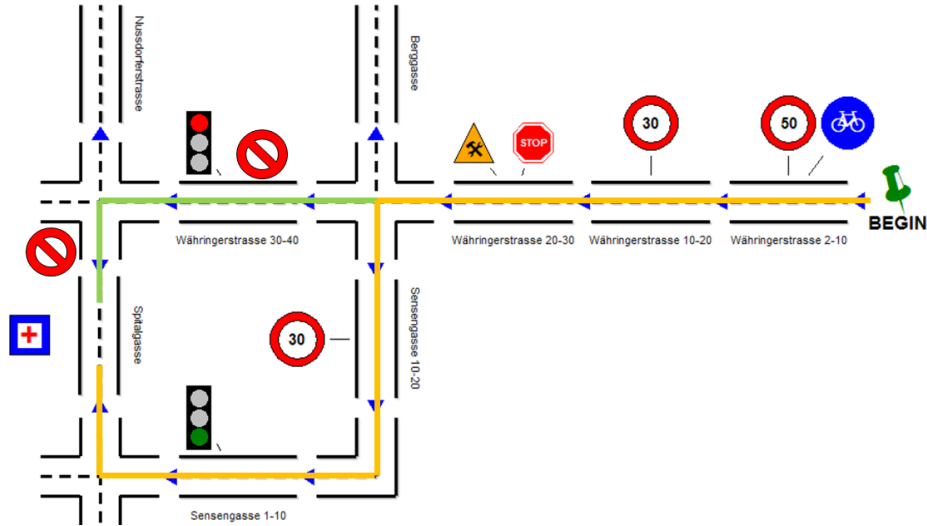 Nussdorferstrasse
Berggasse
30
50
STOP
BEGIN
Währingerstrasse 30-40
Währingerstrasse 20-30
Währingerstrasse 10-20
Währingerstrasse 2-10
Spitalgasse
30
Sensengasse 10-20
Sensengasse 1-10